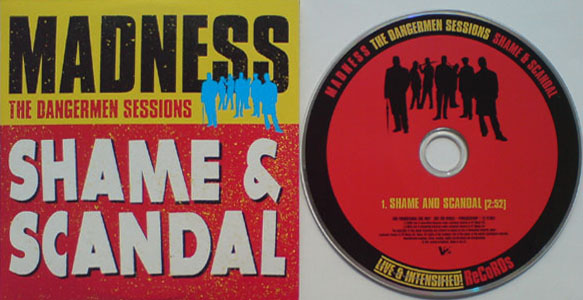 MADNESS
THE DANGERMEN SESSIONS
SHAME &
SCANDAL
MADNESS THE DANGERMEN SESSIONS SHAME & SCANDAL
1. SHAME AND SCANDAL [2:52]
LIVE & INTENSIFIED! ReCoRDs